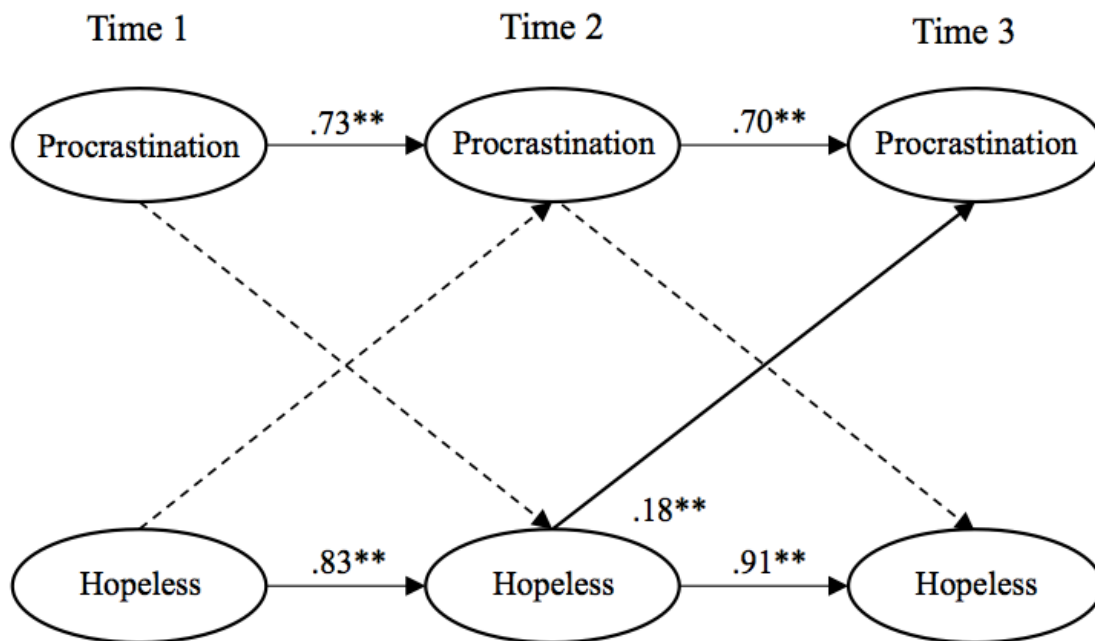 Time 1
Time 2
Time 3
Procrastination
.73**
Procrastination
.70**
Procrastination
.18**
Hopeless
.83**
Hopeless
.91**
Hopeless